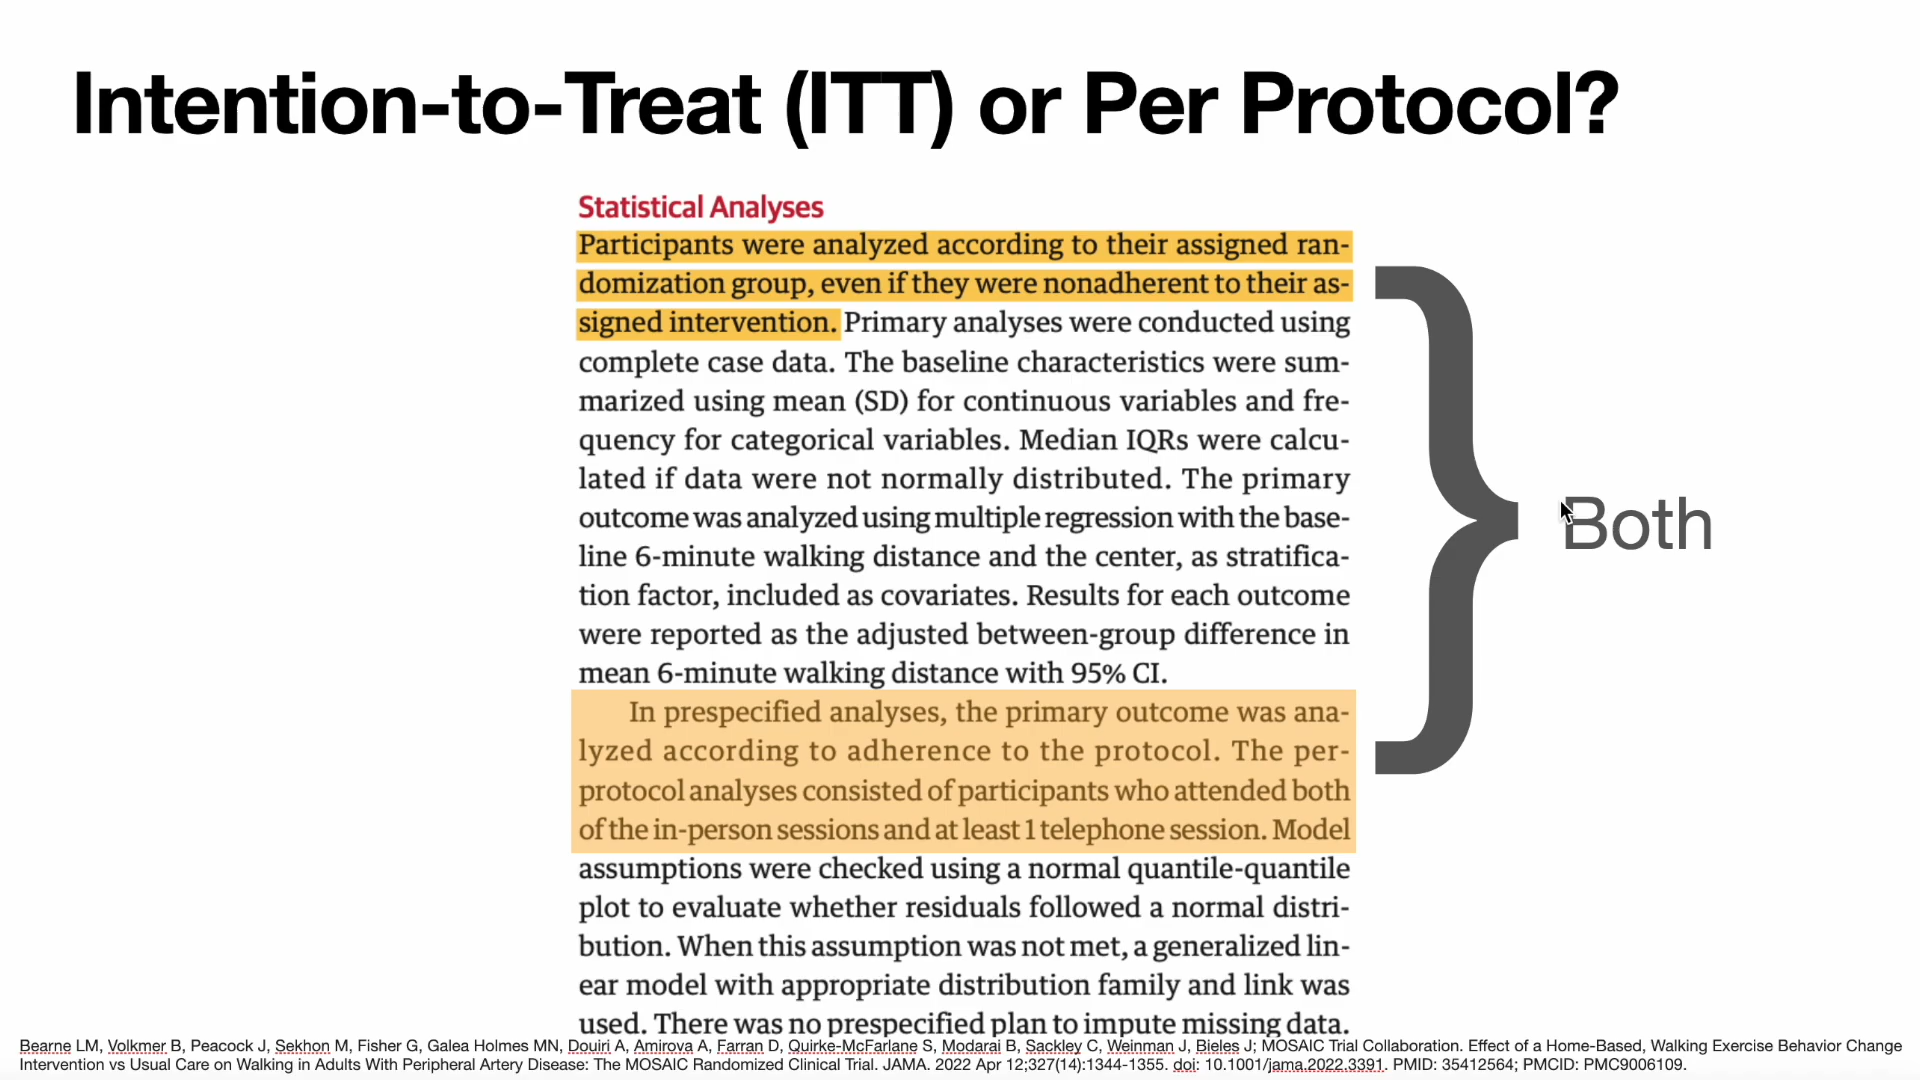 Intention-to-Treat (ITT) or Per Protocol?
Statistical Analyses
Participants were analyzed according to their assigned ran-
domization group, even if they were nonadherent to their as-
signed intervention. Primary analyses were conducted using
complete case data. The baseline characteristics were sum-
marized using mean (SD) for continuous variables and fre-
quency for categorical variables. Median IQRs were calcu-
lated if data were not normally distributed. The primary
outcome was analyzed using multiple regression with the base-
line 6-minute walking distance and the center, as stratifica-
tion factor, included as covariates. Results for each outcome
were reported as the adjusted between-group difference in
mean 6-minute walking distance with 95% CI.
In prespecified analyses, the primary outcome was ana-
lyzed according to adherence to the protocol. The per-
protocol analyses consisted of participants who attended both
of the in-person sessions and at least 1 telephone session. Model
assumptions were checked using a normal quantile-quantile
plot to evaluate whether residuals followed a normal distri-
bution. When this assumption was not met, a generalized lin-
ear model with appropriate distribution family and link was
used. There was no prespecified plan to impute missing data.
Both
Bearne LM, Volkmer B, Peacock J, Sekhon M, Fisher G, Galea Holmes MN, Douiri A, Amirova A, Farran D, Quirke-McFarlane S, Modarai B, Sackley C, Weinman J, Bieles J; MOSAIC Trial Collaboration. Effect of a Home-Based, Walking Exercise Behavior Change
Intervention vs Usual Care on Walking in Adults With Peripheral Artery Disease: The MOSAIC Randomized Clinical Trial. JAMA. 2022 Apr 12;327(14):1344-1355. doi: 10.1001/jama.2022.3391. PMID: 35412564; PMCID: PMC9006109.